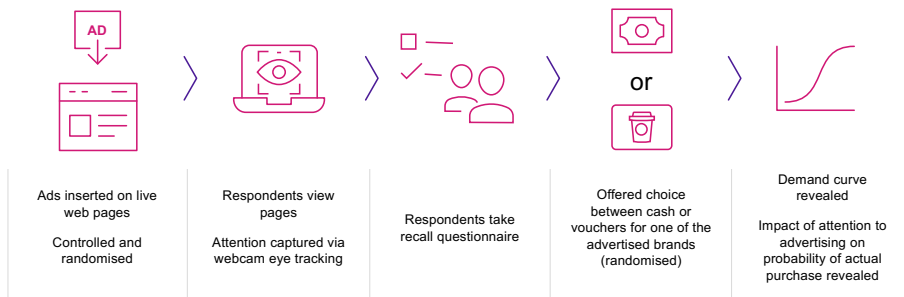 AD
or
Ads inserted on live
web pages
Controlled and
randomised
Respondents view
pages
Attention captured via
webcam eye tracking
Respondents take
recall questionnaire
Offered choice
between cash or
vouchers for one of the
advertised brands
(randomised)
Demand curve
revealed
Impact of attention to
advertising on
probability of actual
purchase revealed